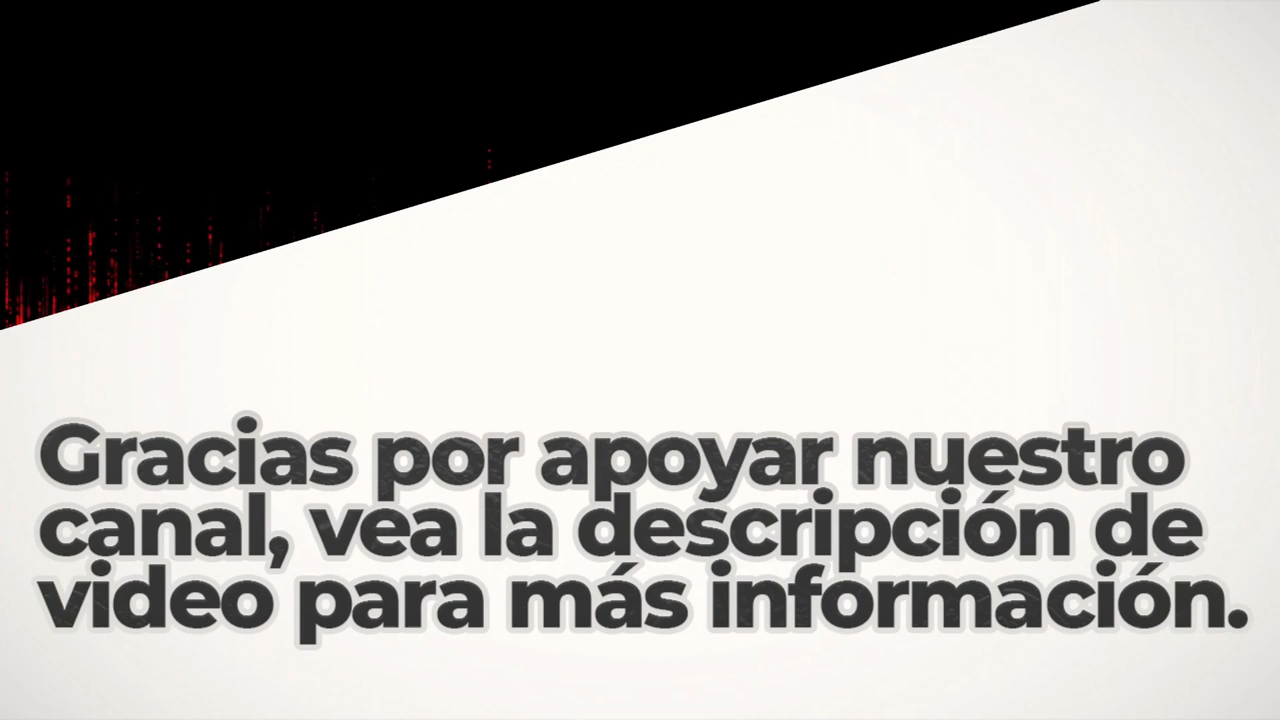 Gracias por apoyar nuestro
canal, vea la descripción de
video para más información.